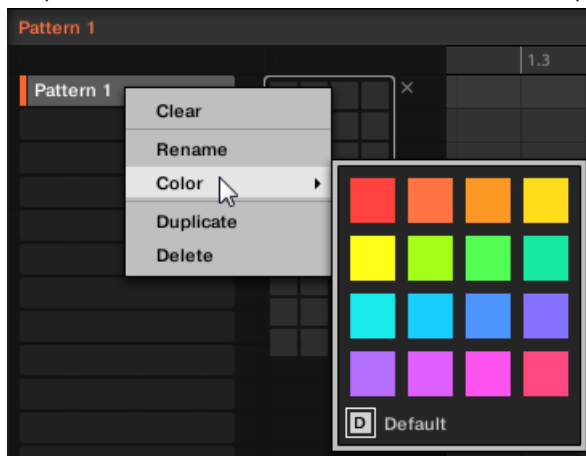 Pattern 1
1.3
Pattern 1
×
Clear
Rename
Color
Duplicate
Delete
D Default